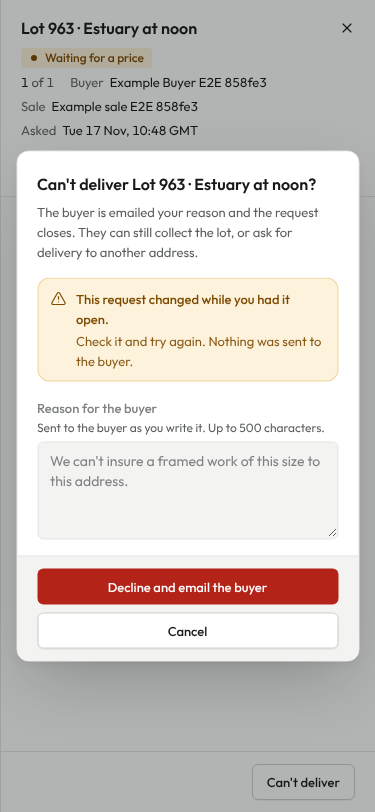 Lot 963 · Estuary at noon
Waiting for a price
1 of 1 Buyer Example Buyer E2E 858fe3
Sale Example sale E2E 858fe3
Asked Tue 17 Nov, 10:48 GMT
Can't deliver Lot 963 · Estuary at noon?
The buyer is emailed your reason and the request
closes. They can still collect the lot, or ask for
delivery to another address.
This request changed while you had it
open.
Check it and try again. Nothing was sent to
the buyer.
Reason for the buyer
Sent to the buyer as you write it. Up to 500 characters.
We can't insure a framed work of this size to
this address.
Decline and email the buyer
Cancel
Can't deliver